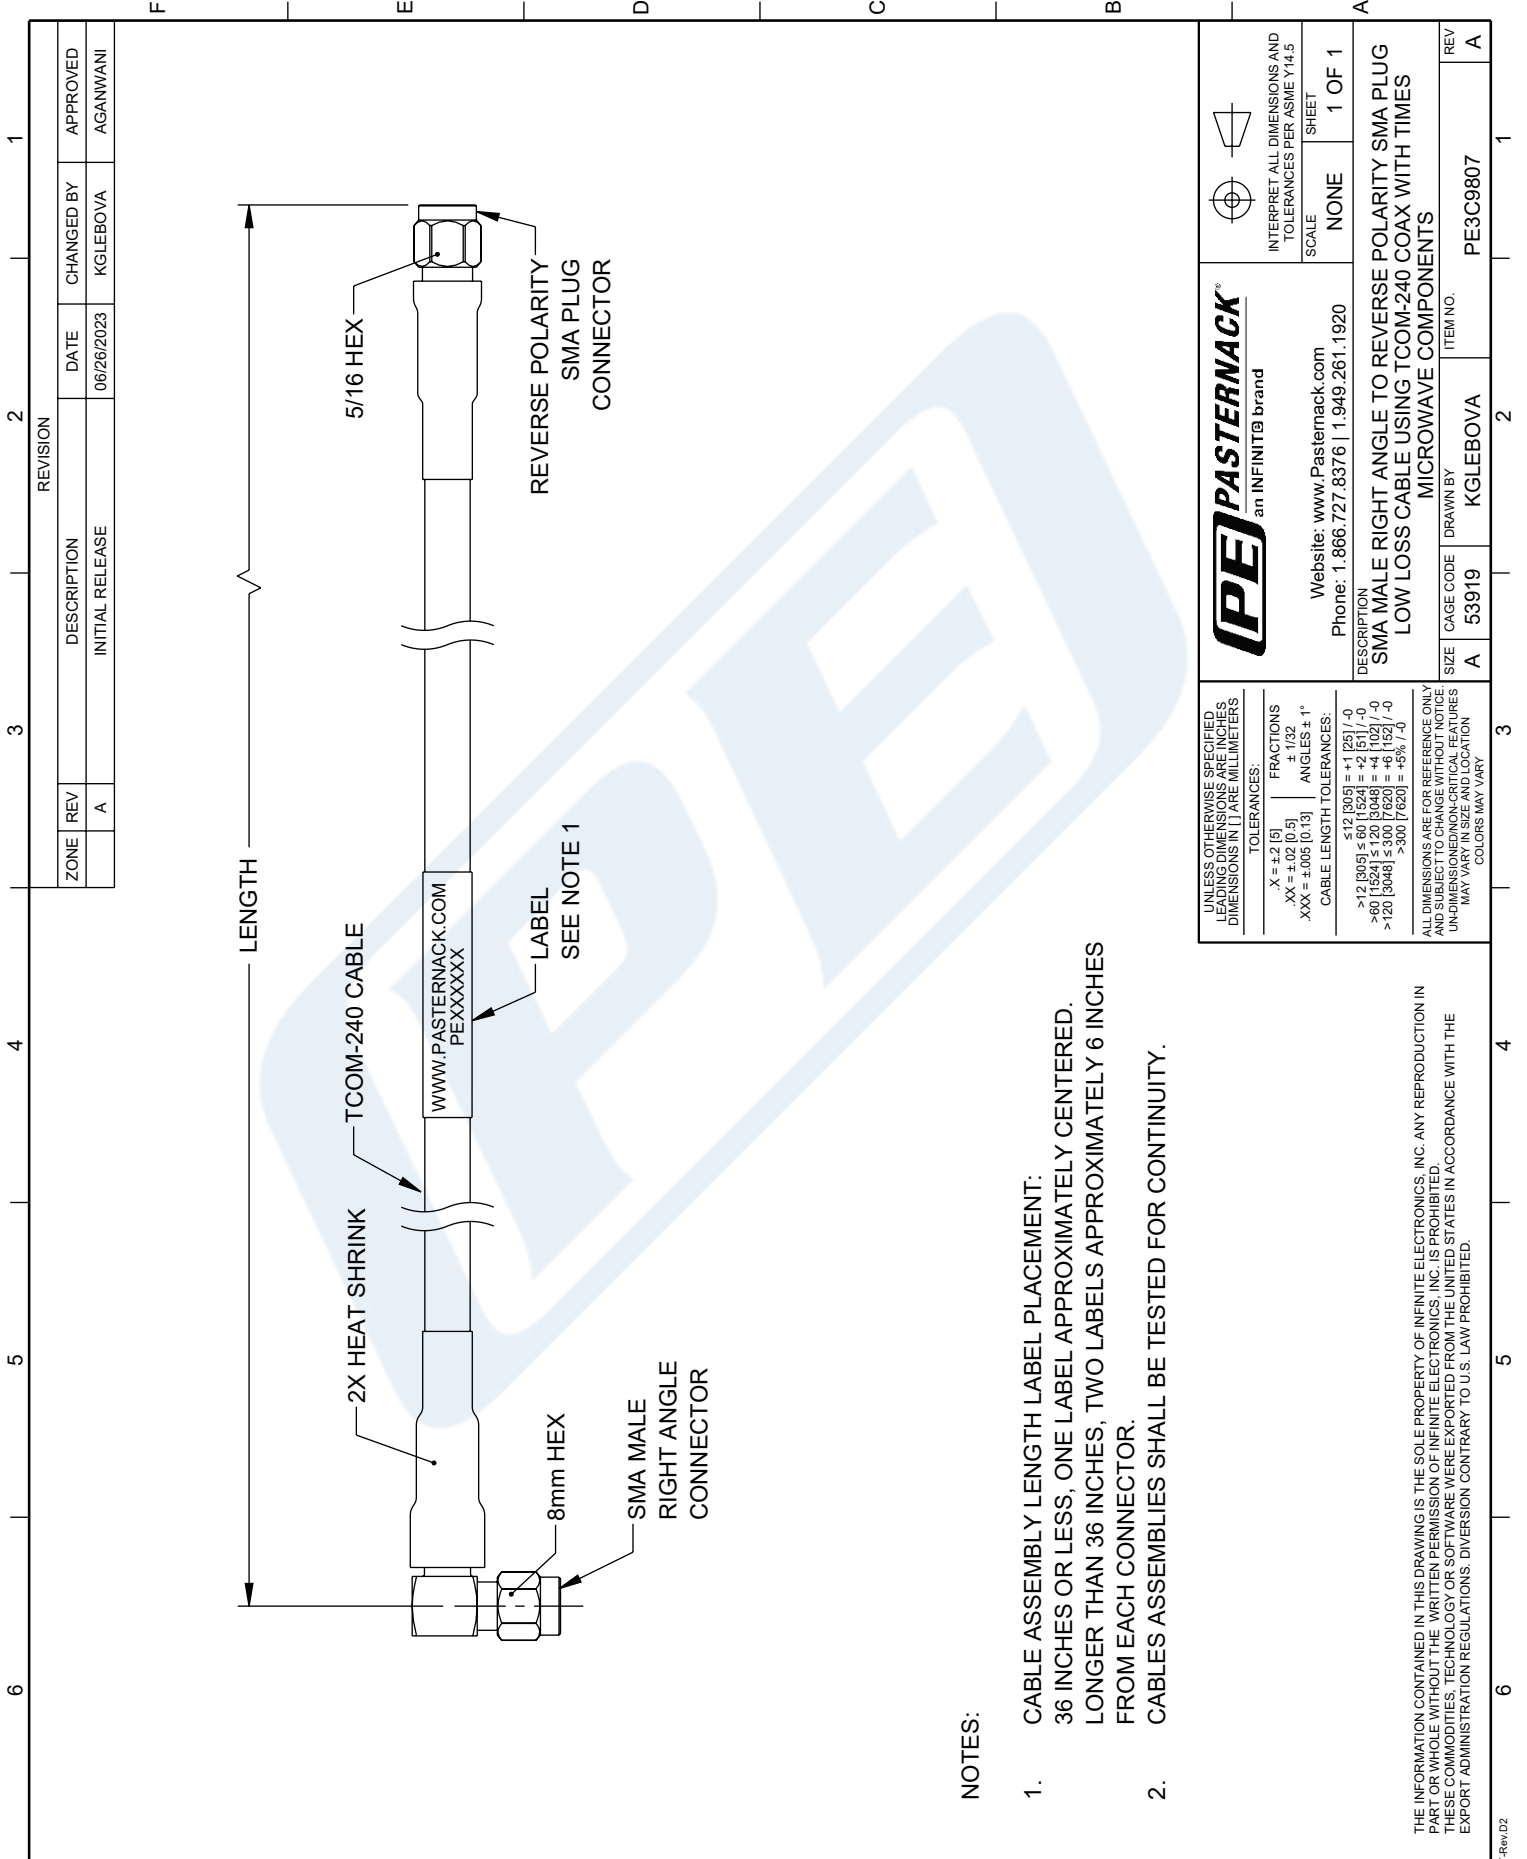 REVISION
ZONE REV DESCRIPTION DATE CHANGED BY APPROVED
A INITIAL RELEASE 06/26/2023 KGLEBOVA AGANWANI
6 5 4 3 2 1
F
E
D
C
B
A
LENGTH
2X HEAT SHRINK
TCOM-240 CABLE
5/16 HEX
WWW.PASTERNACK.COM
PEXXXXXX
8mm HEX
SMA MALE
RIGHT ANGLE
CONNECTOR
LABEL
SEE NOTE 1
REVERSE POLARITY
SMA PLUG
CONNECTOR
NOTES:
1. CABLE ASSEMBLY LENGTH LABEL PLACEMENT:
36 INCHES OR LESS, ONE LABEL APPROXIMATELY CENTERED.
LONGER THAN 36 INCHES, TWO LABELS APPROXIMATELY 6 INCHES
FROM EACH CONNECTOR.
2. CABLES ASSEMBLIES SHALL BE TESTED FOR CONTINUITY.
THE INFORMATION CONTAINED IN THIS DRAWING IS THE SOLE PROPERTY OF INFINITE ELECTRONICS, INC. ANY REPRODUCTION IN
PART OR WHOLE WITHOUT THE WRITTEN PERMISSION OF INFINITE ELECTRONICS, INC. IS PROHIBITED.
THESE COMMODITIES, TECHNOLOGY OR SOFTWARE WERE EXPORTED FROM THE UNITED STATES IN ACCORDANCE WITH THE
EXPORT ADMINISTRATION REGULATIONS. DIVERSION CONTRARY TO U.S. LAW PROHIBITED.
UNLESS OTHERWISE SPECIFIED
LEADING DIMENSIONS ARE INCHES
DIMENSIONS IN [ ] ARE MILLIMETERS
TOLERANCES:
.X = ±.2 [5] FRACTIONS
.XX = ±.02 [0.5] ± 1/32
.XXX = ±.005 [0.13] ANGLES ± 1°
CABLE LENGTH TOLERANCES:
≤12 [305] = +1 [25] / -0
>12 [305] ≤ 60 [1524] = +2 [51] / -0
>60 [1524] ≤ 120 [3048] = +4 [102] / -0
>120 [3048] ≤ 300 [7620] = +6 [152] / -0
>300 [7620] = +5% / -0
ALL DIMENSIONS ARE FOR REFERENCE ONLY
AND SUBJECT TO CHANGE WITHOUT NOTICE.
UN-DIMENSIONED/NON-CRITICAL FEATURES
MAY VARY IN SIZE AND LOCATION
COLORS MAY VARY
PE PASTERNACK®
an INFINITE brand
Website: www.Pasternack.com
Phone: 1.866.727.8376 | 1.949.261.1920
INTERPRET ALL DIMENSIONS AND
TOLERANCES PER ASME Y14.5
SCALE SHEET
NONE 1 OF 1
DESCRIPTION
SMA MALE RIGHT ANGLE TO REVERSE POLARITY SMA PLUG
LOW LOSS CABLE USING TCOM-240 COAX WITH TIMES
MICROWAVE COMPONENTS
SIZE CAGE CODE DRAWN BY ITEM NO. REV
A 53919 KGLEBOVA PE3C9807 A
6 5 4 3 2 1
-Rev.D2